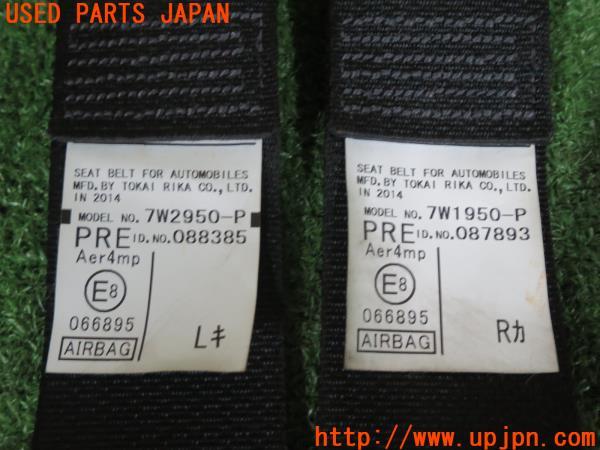 USED PARTS JAPAN
SEAT BELT FOR AUTOMOBILES
MFD.BY TOKAI RIKA CO., LTD.
IN 2014
MODEL NO. 7W2950-P
PRE ID.NO.088385
Aer4mp
E8
066895
AIRBAG
Lキ
SEAT BELT FOR AUTOMOBILES
MFD.BY TOKAI RIKA CO., LTD.
IN 2014
MODEL NO. 7W1950-P
PRE ID.NO.087893
Aer4mp
E8
066895
AIRBAG
Rカ
http://www.upjpn.com/